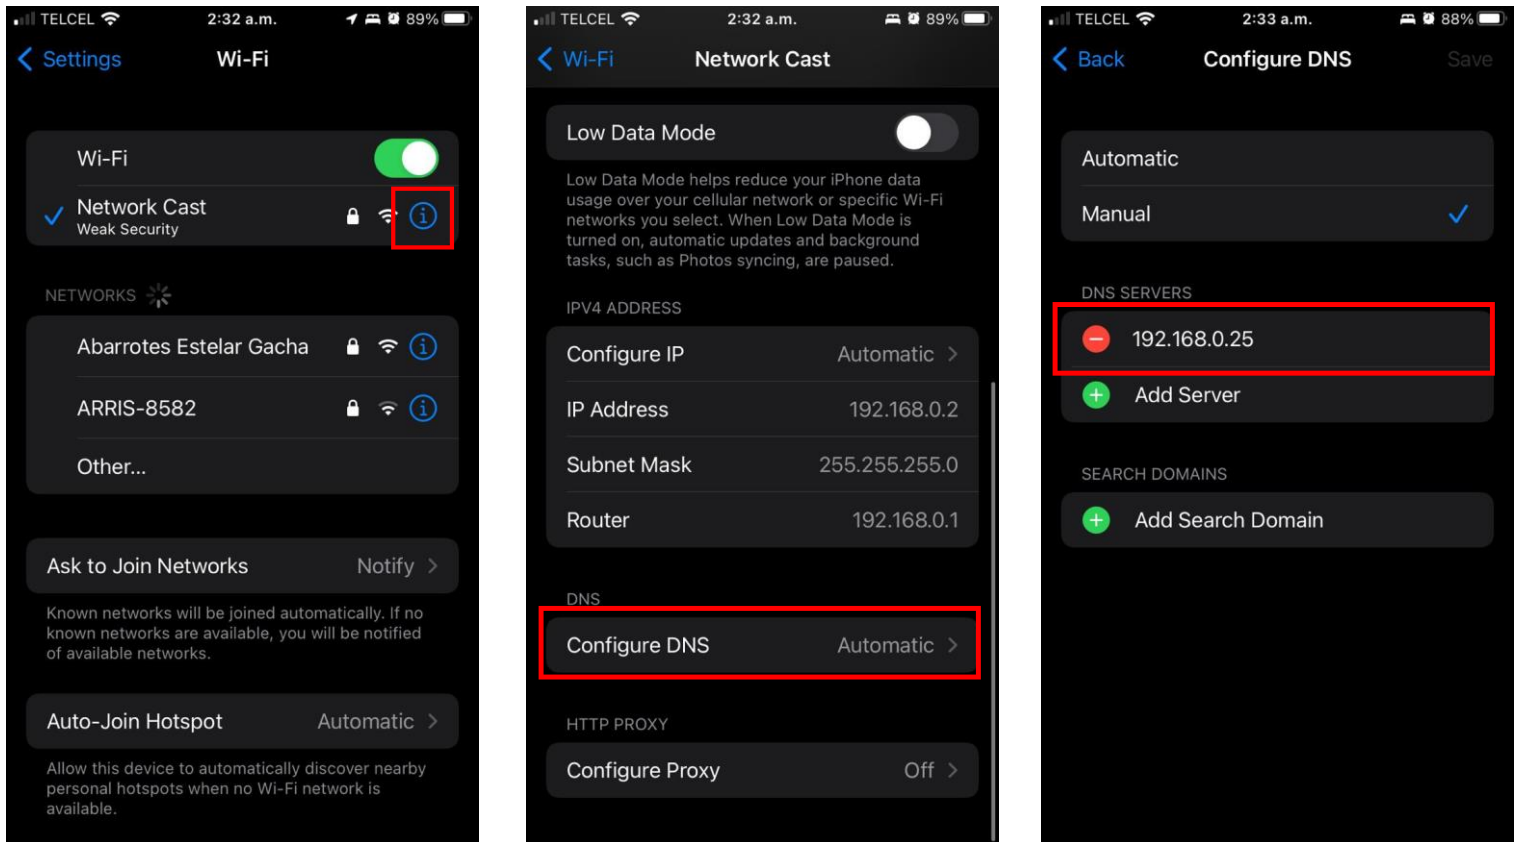 TELCEL 2:32 a.m. 89%
Settings Wi-Fi
Wi-Fi
Network Cast
Weak Security
NETWORKS
Abarrotes Estelar Gacha
ARRIS-8582
Other...
Ask to Join Networks Notify
Known networks will be joined automatically. If no
known networks are available, you will be notified
of available networks.
Auto-Join Hotspot Automatic
Allow this device to automatically discover nearby
personal hotspots when no Wi-Fi network is
available.
TELCEL 2:32 a.m. 89%
Wi-Fi Network Cast
Low Data Mode
Low Data Mode helps reduce your iPhone data
usage over your cellular network or specific Wi-Fi
networks you select. When Low Data Mode is
turned on, automatic updates and background
tasks, such as Photos syncing, are paused.
IPV4 ADDRESS
Configure IP Automatic
IP Address 192.168.0.2
Subnet Mask 255.255.255.0
Router 192.168.0.1
DNS
Configure DNS Automatic
HTTP PROXY
Configure Proxy Off
TELCEL 2:33 a.m. 88%
Back Configure DNS Save
Automatic
Manual
DNS SERVERS
192.168.0.25
Add Server
SEARCH DOMAINS
Add Search Domain